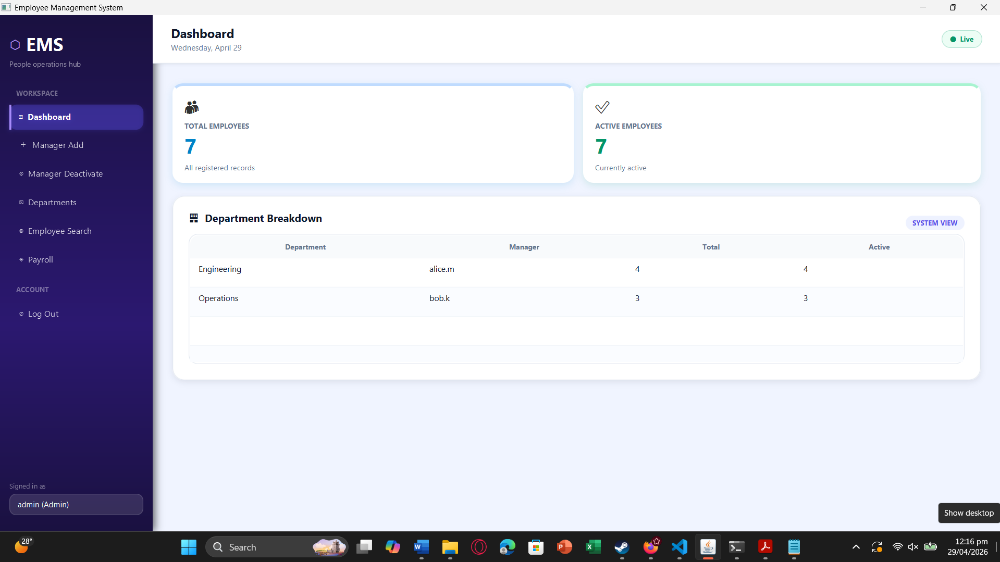 Employee Management System
EMS
People operations hub
WORKSPACE
Dashboard
Manager Add
Manager Deactivate
Departments
Employee Search
Payroll
ACCOUNT
Log Out
Signed in as
admin (Admin)
Dashboard
Wednesday, April 29
Live
TOTAL EMPLOYEES
7
All registered records
ACTIVE EMPLOYEES
7
Currently active
Department Breakdown
SYSTEM VIEW
Department Manager Total Active
Engineering alice.m 4 4
Operations bob.k 3 3
Show desktop
28°
Search
12:16 pm
29/04/2026